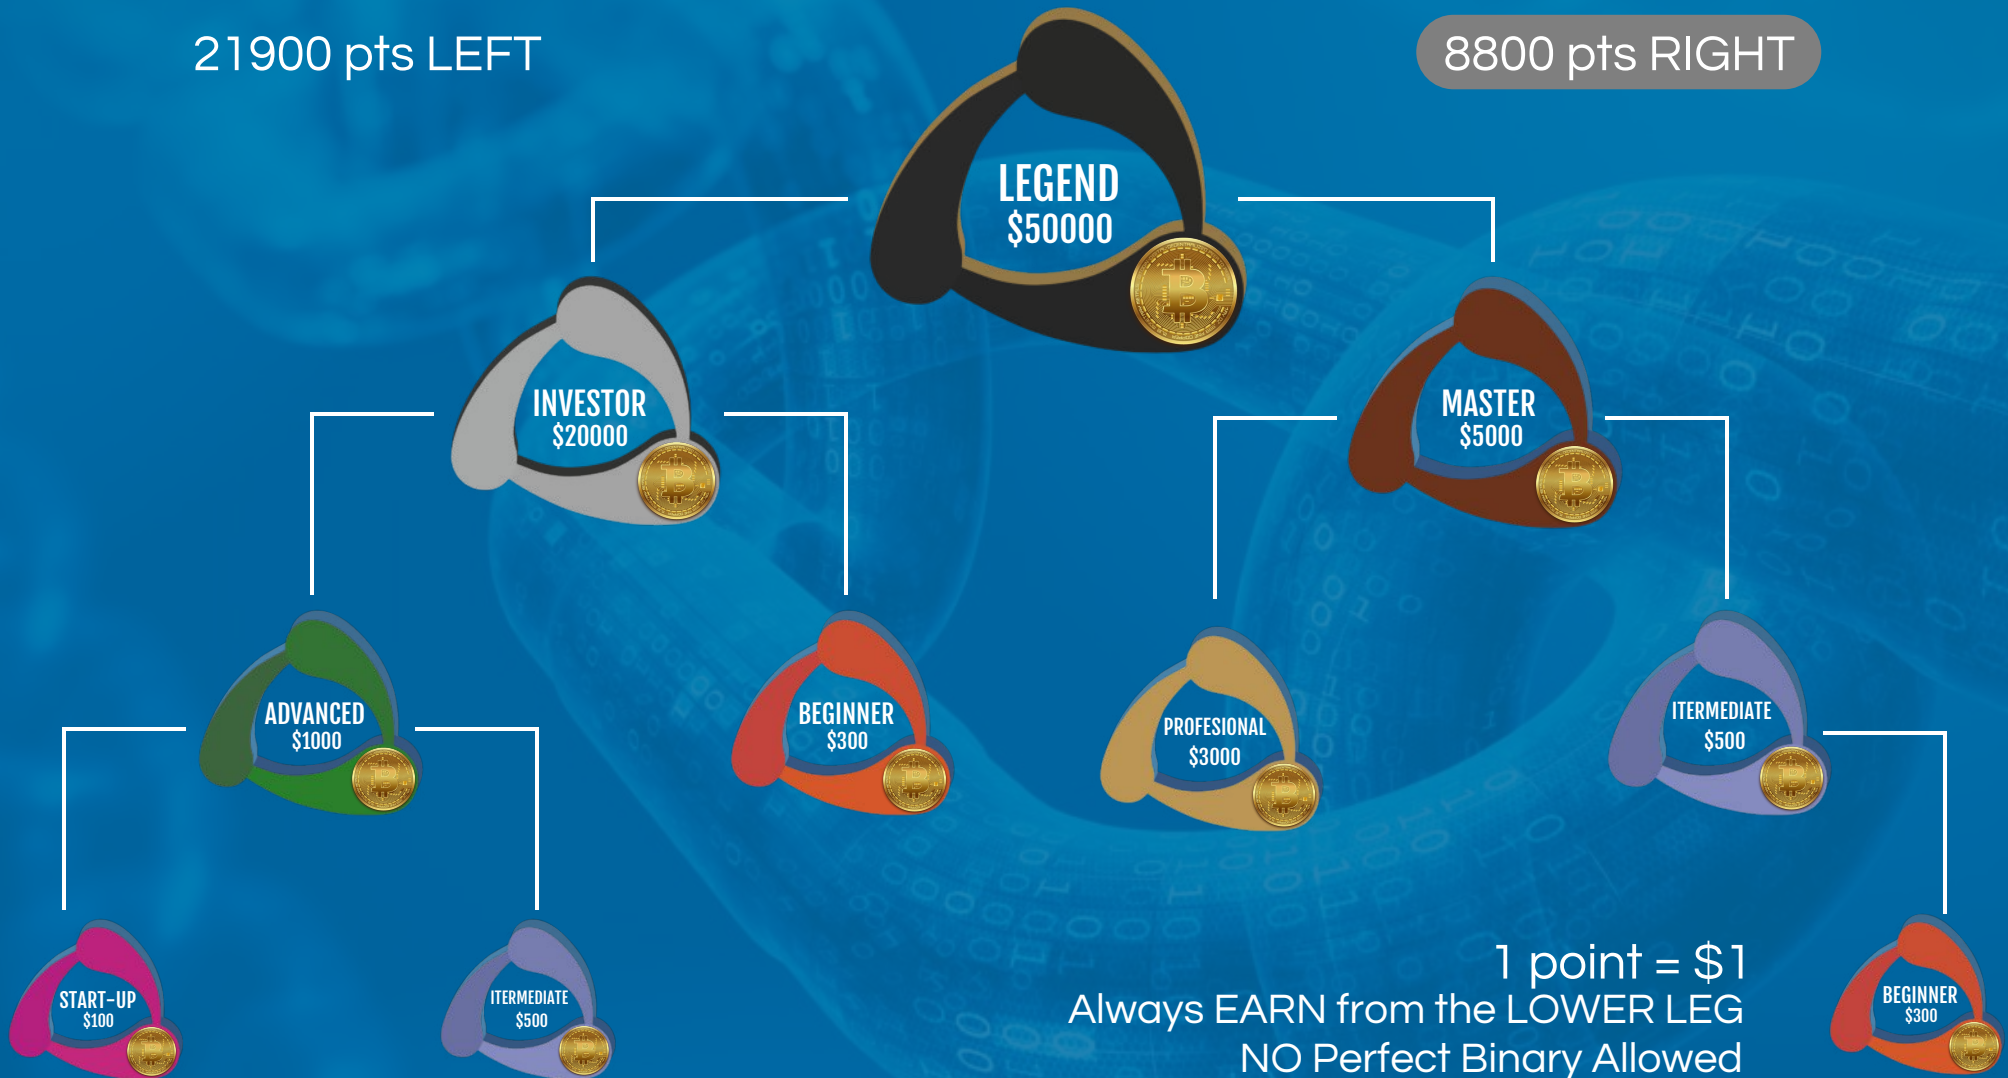 21900 pts LEFT
8800 pts RIGHT
LEGEND
$50000
INVESTOR
$20000
MASTER
$5000
ADVANCED
$1000
BEGINNER
$300
PROFESIONAL
$3000
ITERMEDIATE
$500
START-UP
$100
ITERMEDIATE
$500
BEGINNER
$300
1 point = $1
Always EARN from the LOWER LEG
NO Perfect Binary Allowed